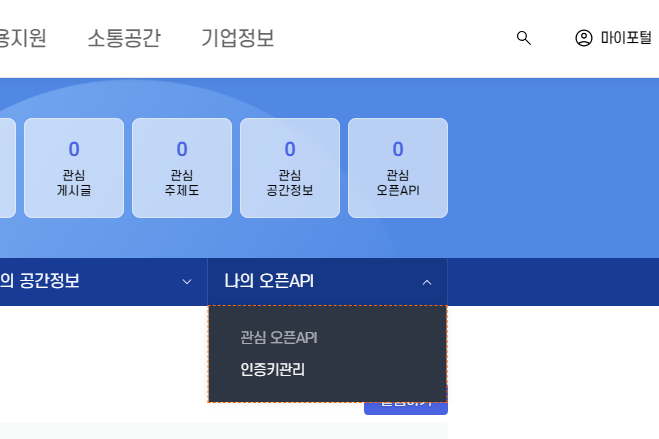 소통공간
기업정보
마이포털
0
관심
게시글
0
관심
주제도
0
관심
공간정보
0
관심
오픈API
의 공간정보
나의 오픈API
관심 오픈API
인증키관리